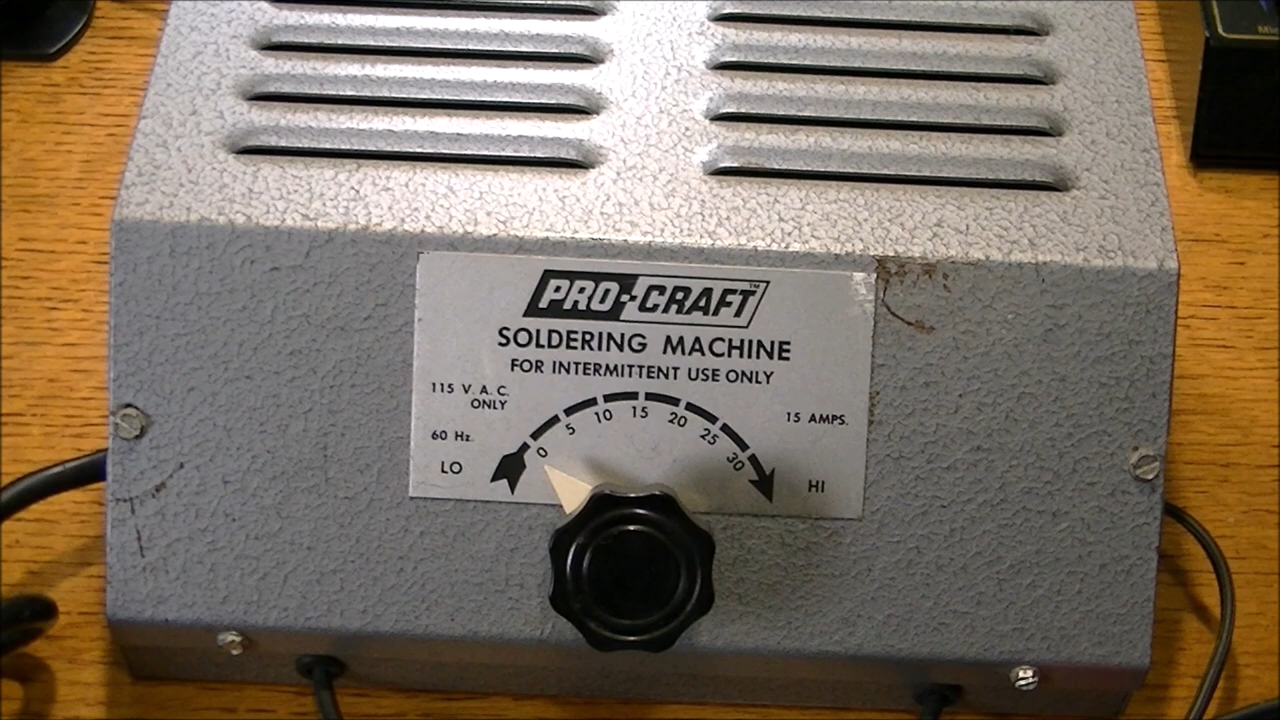 PRO-CRAFT™
SOLDERING MACHINE
FOR INTERMITTENT USE ONLY
115 V. A. C.
ONLY
15 AMPS.
60 Hz.
0 5 10 15 20 25 30
LO
HI